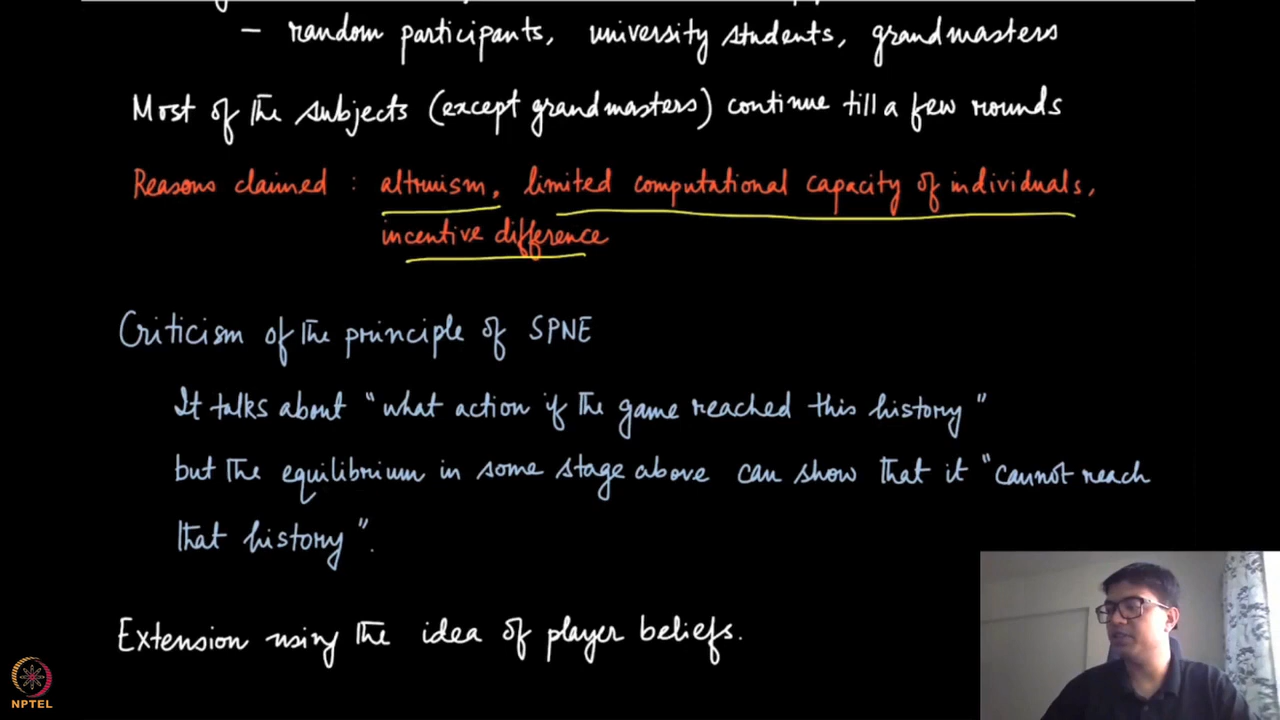 – random participants, university students, grandmasters
Most of the subjects (except grandmasters) continue till a few rounds
Reasons claimed : altruism, limited computational capacity of individuals,
incentive difference
Criticism of the principle of SPNE
It talks about "what action if the game reached this history"
but the equilibrium in some stage above can show that it "cannot reach
that history".
Extension using the idea of player beliefs.
NPTEL